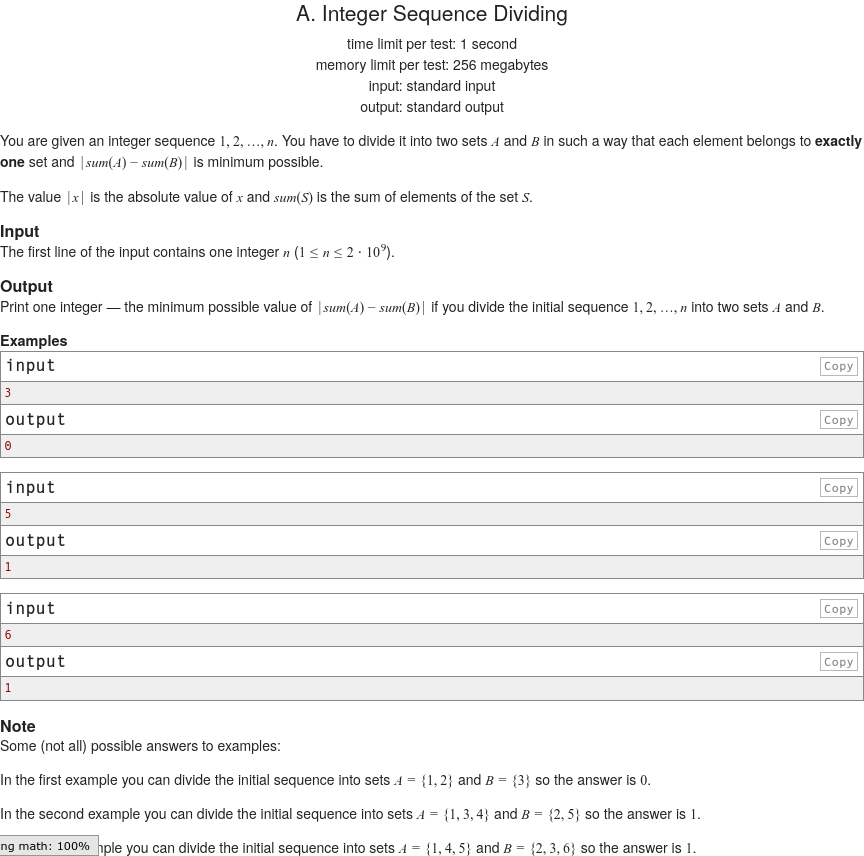 A. Integer Sequence Dividing
time limit per test: 1 second
memory limit per test: 256 megabytes
input: standard input
output: standard output
You are given an integer sequence 1, 2, …, n. You have to divide it into two sets A and B in such a way that each element belongs to exactly
one set and |sum(A) − sum(B)| is minimum possible.
The value |x| is the absolute value of x and sum(S) is the sum of elements of the set S.
Input
The first line of the input contains one integer n (1 ≤ n ≤ 2 · 10⁹).
Output
Print one integer — the minimum possible value of |sum(A) − sum(B)| if you divide the initial sequence 1, 2, …, n into two sets A and B.
Examples
input Copy
3
output Copy
0
input Copy
5
output Copy
1
input Copy
6
output Copy
1
Note
Some (not all) possible answers to examples:
In the first example you can divide the initial sequence into sets A = {1, 2} and B = {3} so the answer is 0.
In the second example you can divide the initial sequence into sets A = {1, 3, 4} and B = {2, 5} so the answer is 1.
ng math: 100% nple you can divide the initial sequence into sets A = {1, 4, 5} and B = {2, 3, 6} so the answer is 1.